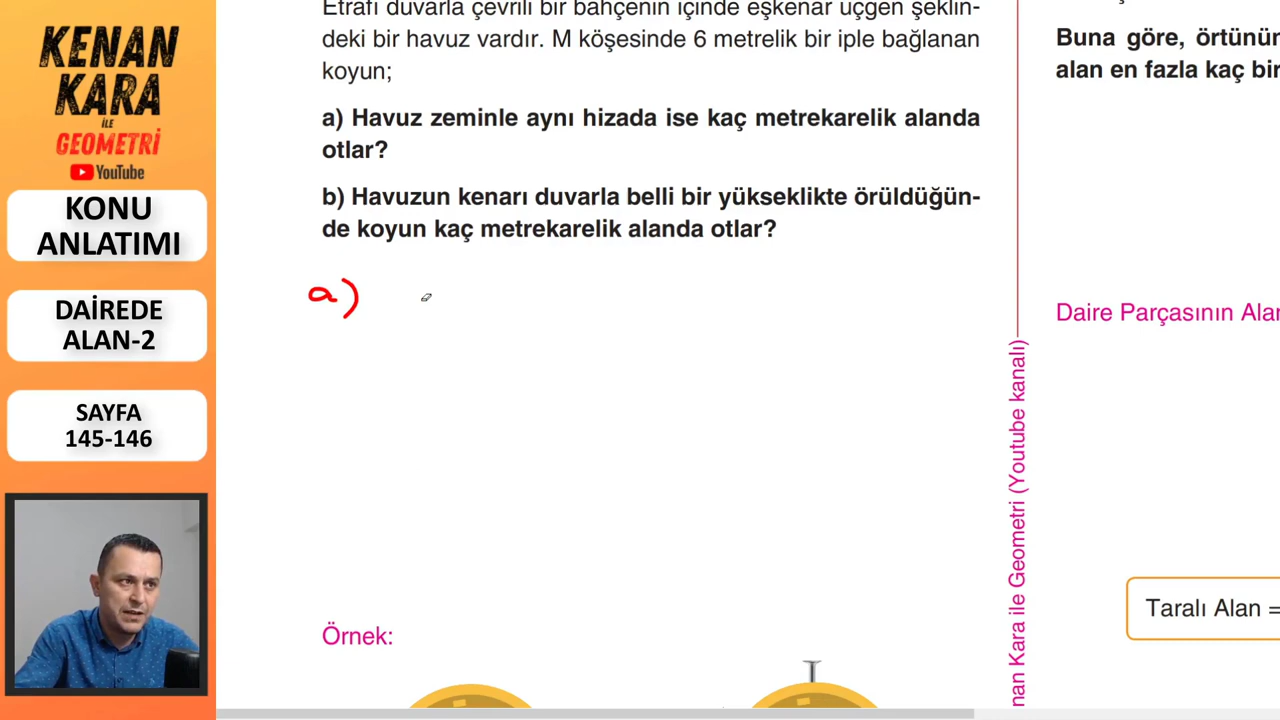 KENAN
KARA
İLE
GEOMETRİ
YouTube
KONU
ANLATIMI
DAİREDE
ALAN-2
SAYFA
145-146
Etrafı duvarla çevrili bir bahçenin içinde eşkenar üçgen şeklin-
deki bir havuz vardır. M köşesinde 6 metrelik bir iple bağlanan
koyun;
a) Havuz zeminle aynı hizada ise kaç metrekarelik alanda
otlar?
b) Havuzun kenarı duvarla belli bir yükseklikte örüldüğün-
de koyun kaç metrekarelik alanda otlar?
a)
Örnek:
nan Kara ile Geometri (Youtube kanalı)
Buna göre, örtünün
alan en fazla kaç bir
Daire Parçasının Alan
Taralı Alan =